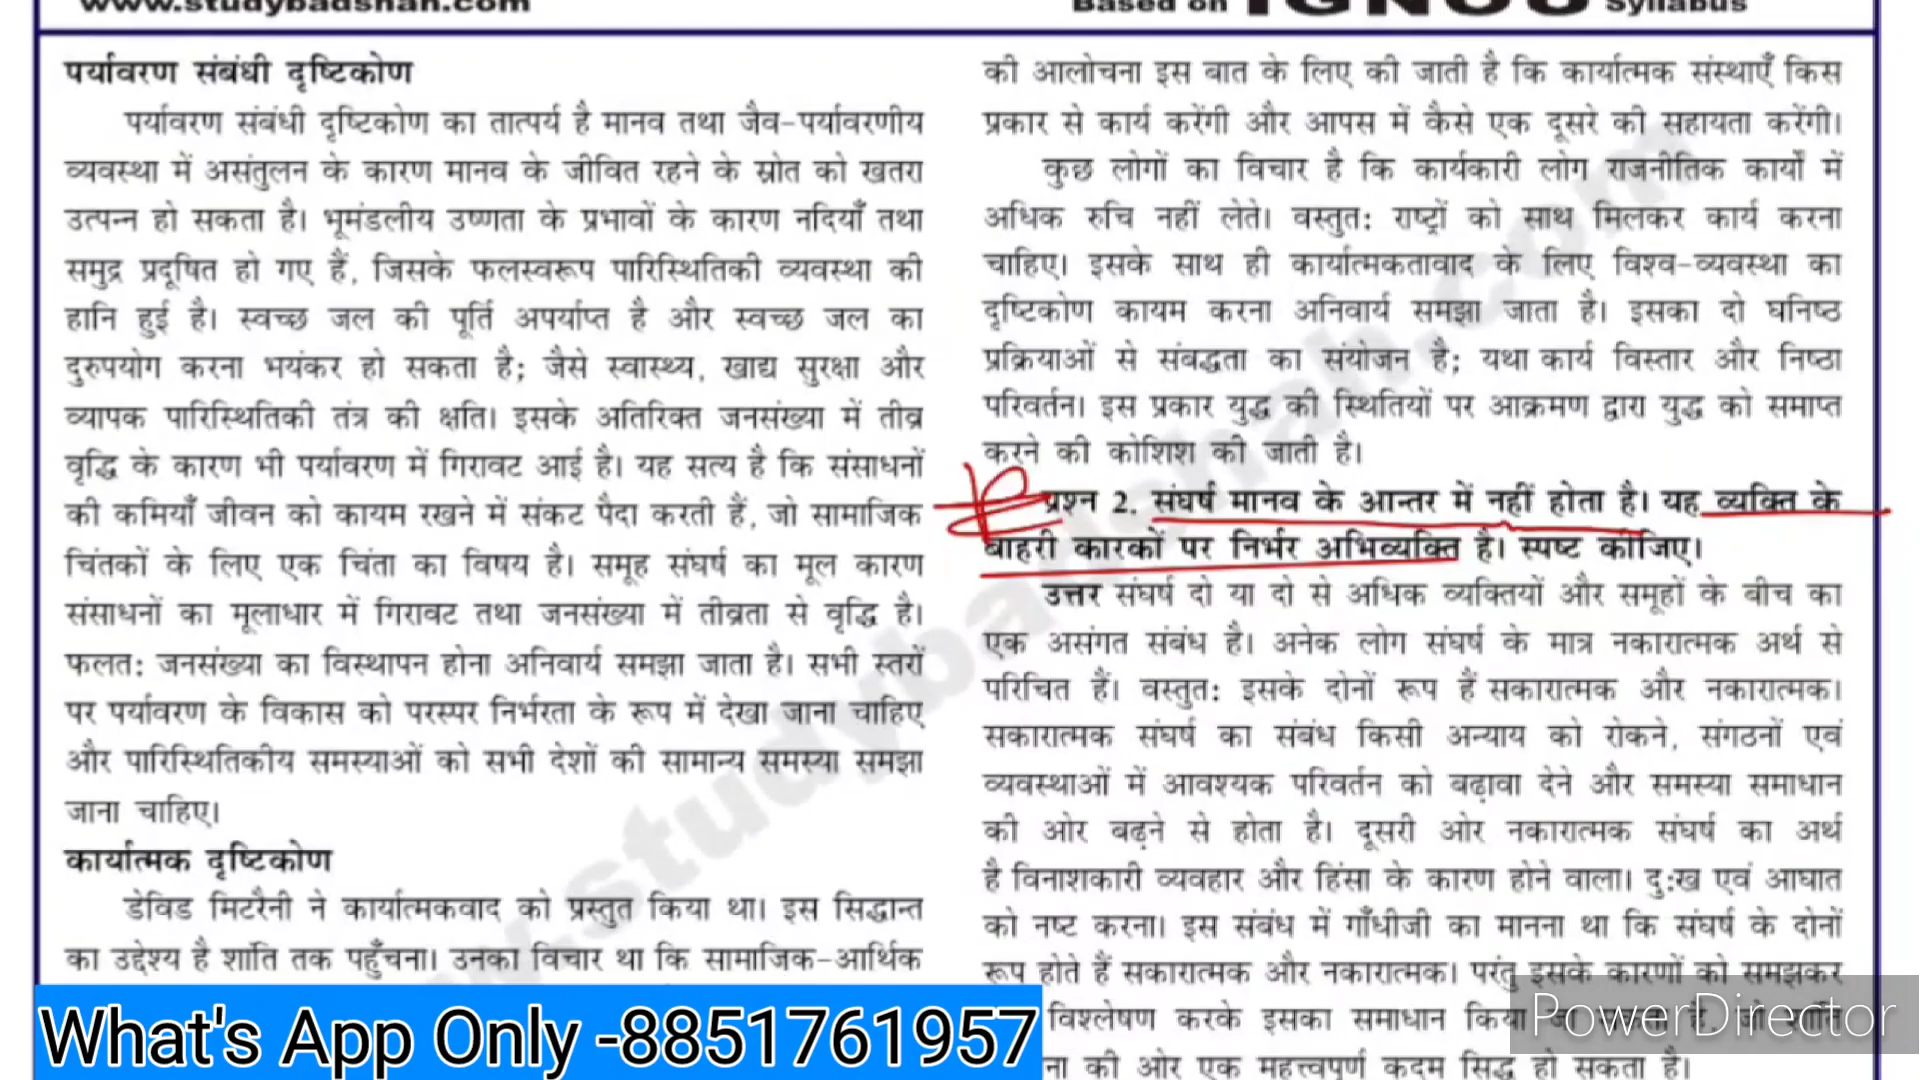 www.studybadshah.com
Based on IGNOU Syllabus
पर्यावरण संबंधी दृष्टिकोण
पर्यावरण संबंधी दृष्टिकोण का तात्पर्य है मानव तथा जैव-पर्यावरणीय
व्यवस्था में असंतुलन के कारण मानव के जीवित रहने के स्रोत को खतरा
उत्पन्न हो सकता है। भूमंडलीय उष्णता के प्रभावों के कारण नदियाँ तथा
समुद्र प्रदूषित हो गए हैं, जिसके फलस्वरूप पारिस्थितिकी व्यवस्था की
हानि हुई है। स्वच्छ जल की पूर्ति अपर्याप्त है और स्वच्छ जल का
दुरुपयोग करना भयंकर हो सकता है; जैसे स्वास्थ्य, खाद्य सुरक्षा और
व्यापक पारिस्थितिकी तंत्र की क्षति। इसके अतिरिक्त जनसंख्या में तीव्र
वृद्धि के कारण भी पर्यावरण में गिरावट आई है। यह सत्य है कि संसाधनों
की कमियाँ जीवन को कायम रखने में संकट पैदा करती हैं, जो सामाजिक
चिंतकों के लिए एक चिंता का विषय है। समूह संघर्ष का मूल कारण
संसाधनों का मूलाधार में गिरावट तथा जनसंख्या में तीव्रता से वृद्धि है।
फलत: जनसंख्या का विस्थापन होना अनिवार्य समझा जाता है। सभी स्तरों
पर पर्यावरण के विकास को परस्पर निर्भरता के रूप में देखा जाना चाहिए
और पारिस्थितिकीय समस्याओं को सभी देशों की सामान्य समस्या समझा
जाना चाहिए।
कार्यात्मक दृष्टिकोण
डेविड मिटरैनी ने कार्यात्मकवाद को प्रस्तुत किया था। इस सिद्धान्त
का उद्देश्य है शांति तक पहुँचना। उनका विचार था कि सामाजिक-आर्थिक
की आलोचना इस बात के लिए की जाती है कि कार्यात्मक संस्थाएँ किस
प्रकार से कार्य करेंगी और आपस में कैसे एक दूसरे की सहायता करेंगी।
कुछ लोगों का विचार है कि कार्यकारी लोग राजनीतिक कार्यों में
अधिक रुचि नहीं लेते। वस्तुत: राष्ट्रों को साथ मिलकर कार्य करना
चाहिए। इसके साथ ही कार्यात्मकतावाद के लिए विश्व-व्यवस्था का
दृष्टिकोण कायम करना अनिवार्य समझा जाता है। इसका दो घनिष्ठ
प्रक्रियाओं से संबद्धता का संयोजन है; यथा कार्य विस्तार और निष्ठा
परिवर्तन। इस प्रकार युद्ध की स्थितियों पर आक्रमण द्वारा युद्ध को समाप्त
करने की कोशिश की जाती है।
प्रश्न 2. संघर्ष मानव के आन्तर में नहीं होता है। यह व्यक्ति के
बाहरी कारकों पर निर्भर अभिव्यक्ति है। स्पष्ट कीजिए।
उत्तर संघर्ष दो या दो से अधिक व्यक्तियों और समूहों के बीच का
एक असंगत संबंध है। अनेक लोग संघर्ष के मात्र नकारात्मक अर्थ से
परिचित हैं। वस्तुत: इसके दोनों रूप हैं सकारात्मक और नकारात्मक।
सकारात्मक संघर्ष का संबंध किसी अन्याय को रोकने, संगठनों एवं
व्यवस्थाओं में आवश्यक परिवर्तन को बढ़ावा देने और समस्या समाधान
की ओर बढ़ने से होता है। दूसरी ओर नकारात्मक संघर्ष का अर्थ
है विनाशकारी व्यवहार और हिंसा के कारण होने वाला। दु:ख एवं आघात
को नष्ट करना। इस संबंध में गाँधीजी का मानना था कि संघर्ष के दोनों
रूप होते हैं सकारात्मक और नकारात्मक। परंतु इसके कारणों को समझकर
विश्लेषण करके इसका समाधान किया
ना की ओर एक महत्त्वपूर्ण कदम सिद्ध हो सकता है।
What's App Only -8851761957
PowerDirector
www.studybadshah.com